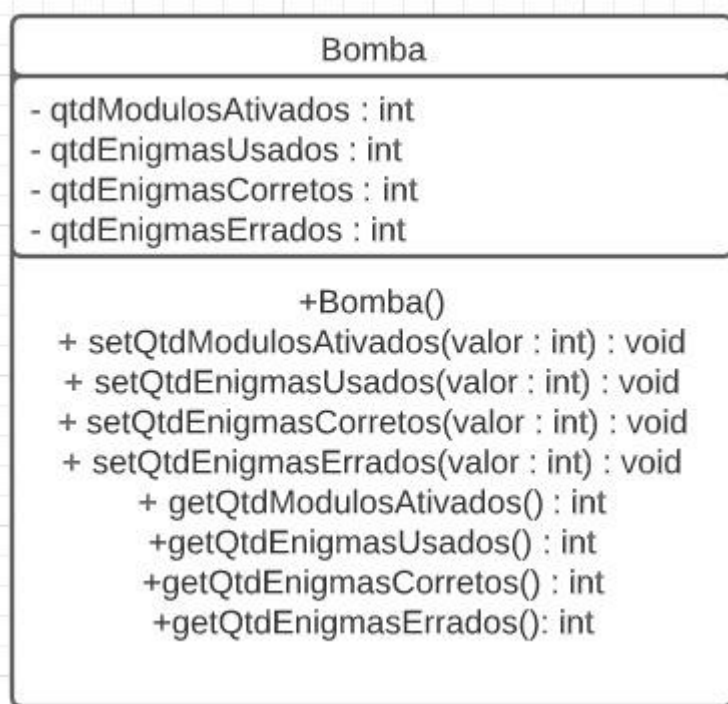 Bomba
- qtdModulosAtivados : int
- qtdEnigmasUsados : int
- qtdEnigmasCorretos : int
- qtdEnigmasErrados : int
+Bomba()
+ setQtdModulosAtivados(valor : int) : void
+ setQtdEnigmasUsados(valor : int) : void
+ setQtdEnigmasCorretos(valor : int) : void
+ setQtdEnigmasErrados(valor : int) : void
+ getQtdModulosAtivados() : int
+getQtdEnigmasUsados() : int
+getQtdEnigmasCorretos() : int
+getQtdEnigmasErrados(): int